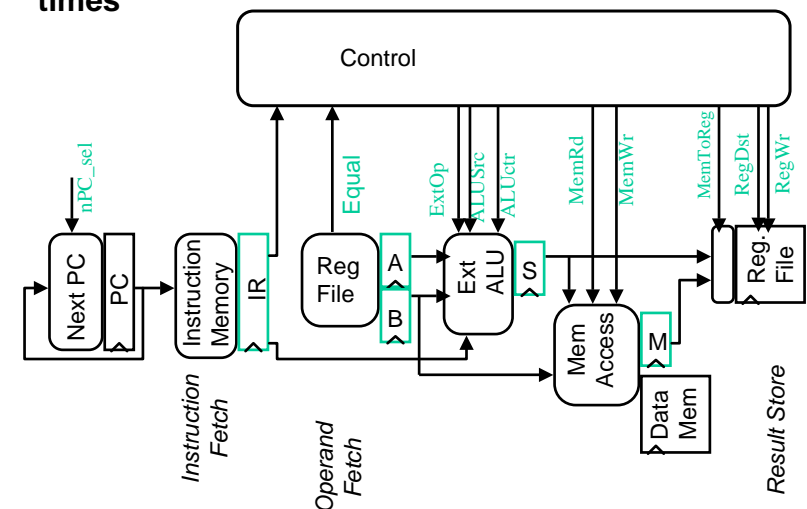 times
Control
nPC_sel
Equal
ExtOp
ALUSrc
ALUctr
MemRd
MemWr
MemToReg
RegDst
RegWr
Next PC
PC
Instruction
Memory
IR
Reg
File
A
B
Ext
ALU
S
Mem
Access
M
Data
Mem
Reg.
File
Instruction
Fetch
Operand
Fetch
Result Store